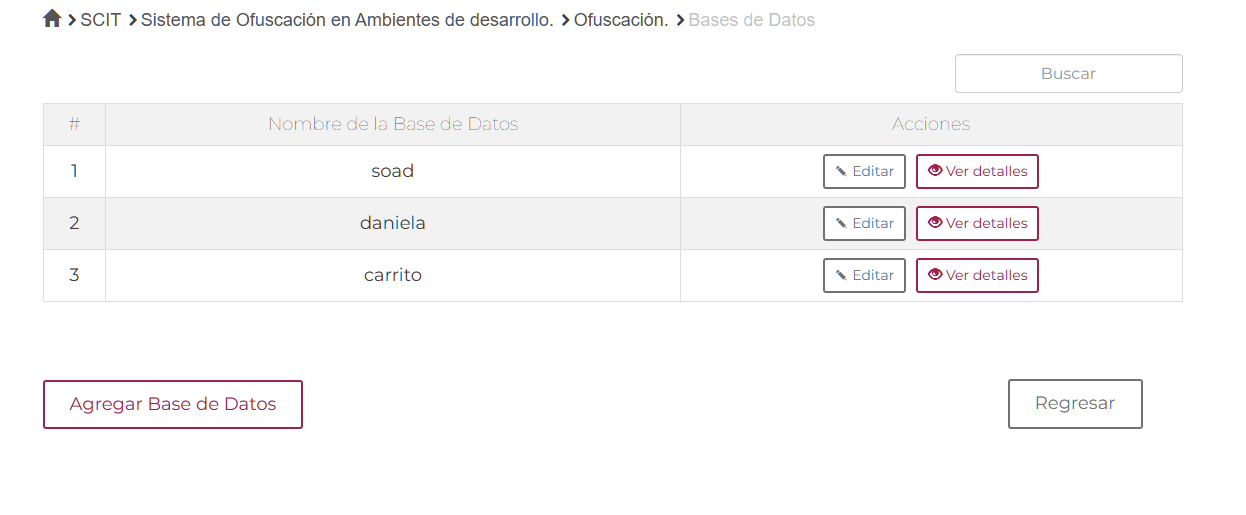 SCIT Sistema de Ofuscación en Ambientes de desarrollo. Ofuscación. Bases de Datos
Buscar
# Nombre de la Base de Datos Acciones
1 soad Editar Ver detalles
2 daniela Editar Ver detalles
3 carrito Editar Ver detalles
Agregar Base de Datos Regresar